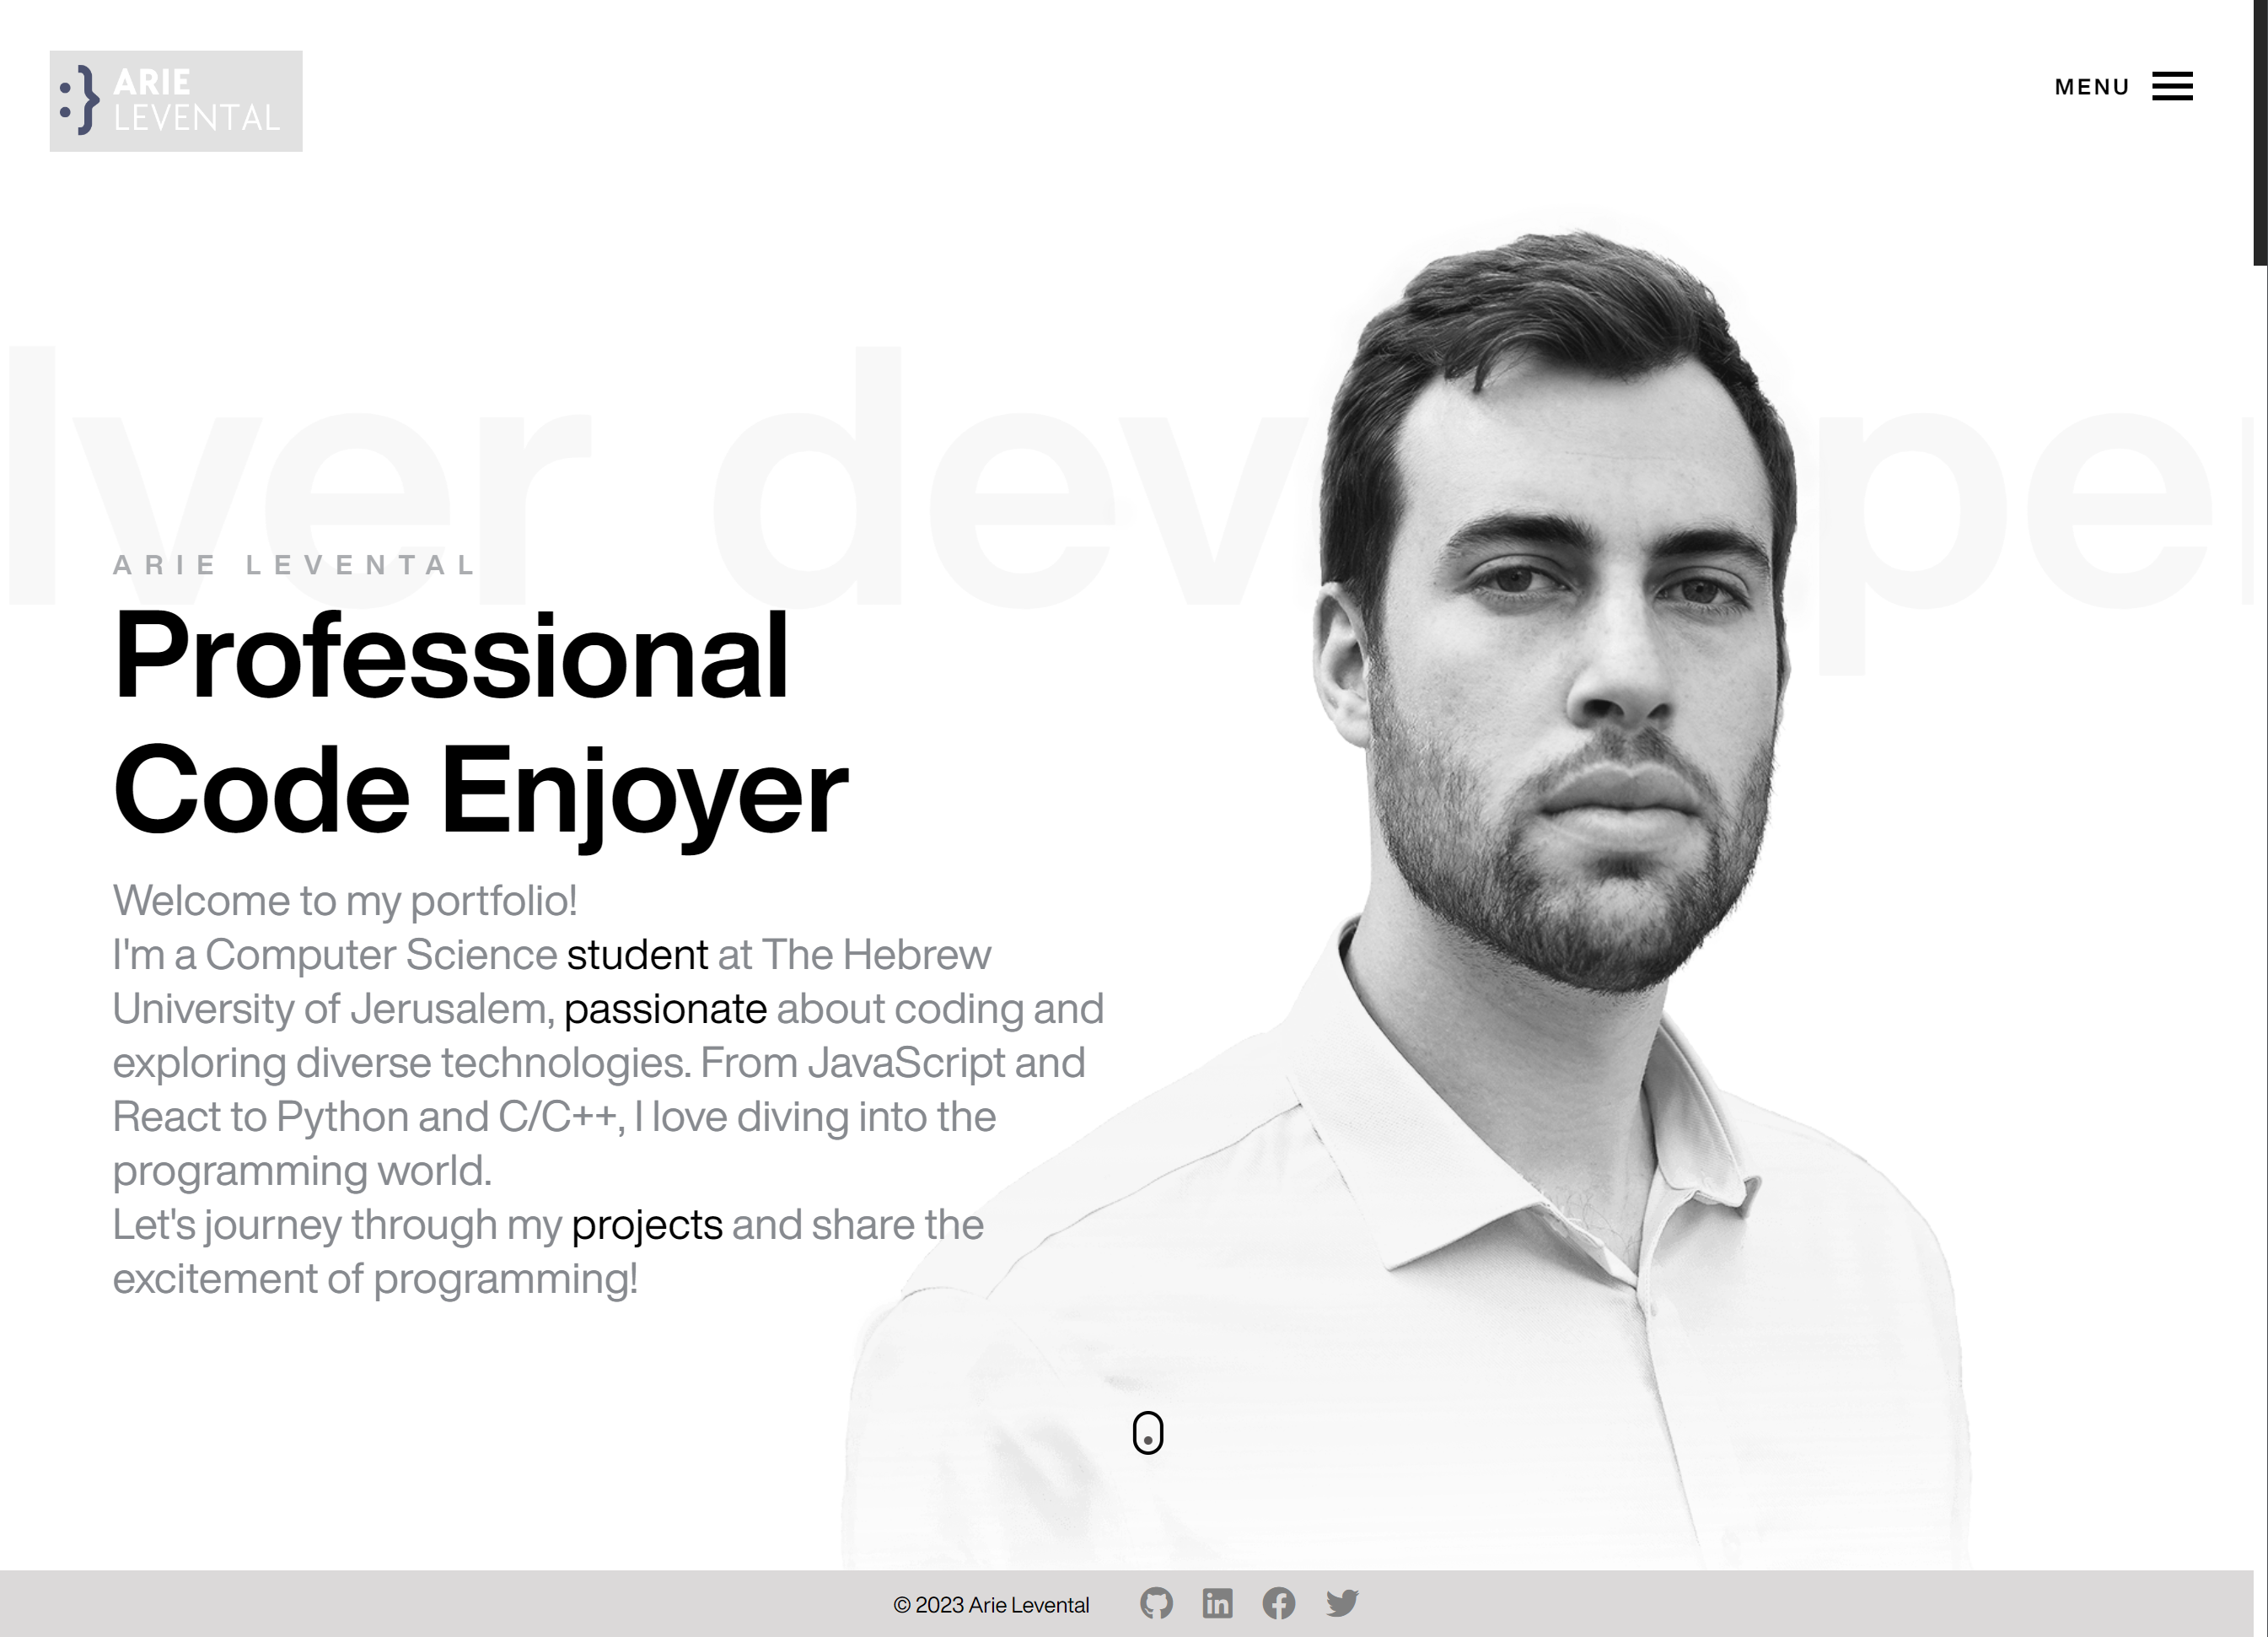 :} ARIE
LEVENTAL
MENU
lver dev
per
ARIE LEVENTAL
Professional
Code Enjoyer
Welcome to my portfolio!
I'm a Computer Science student at The Hebrew
University of Jerusalem, passionate about coding and
exploring diverse technologies. From JavaScript and
React to Python and C/C++, I love diving into the
programming world.
Let's journey through my projects and share the
excitement of programming!
© 2023 Arie Levental
in